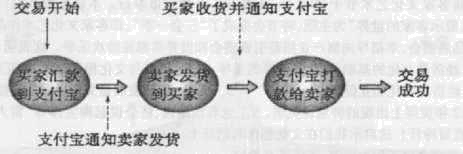 交易开始
买家收货并通知支付宝
买家汇款
到支付宝
卖家发货
到买家
支付宝打
款给卖家
交易
成功
支付宝通知卖家发货